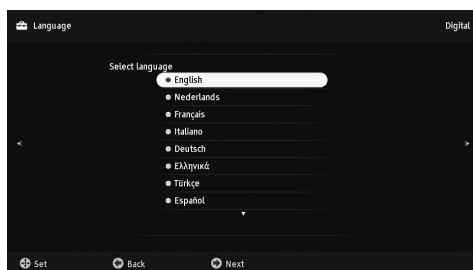 Language Digital
Select language
English
Nederlands
Français
Italiano
Deutsch
Ελληνικά
Türkçe
Español
Set Back Next